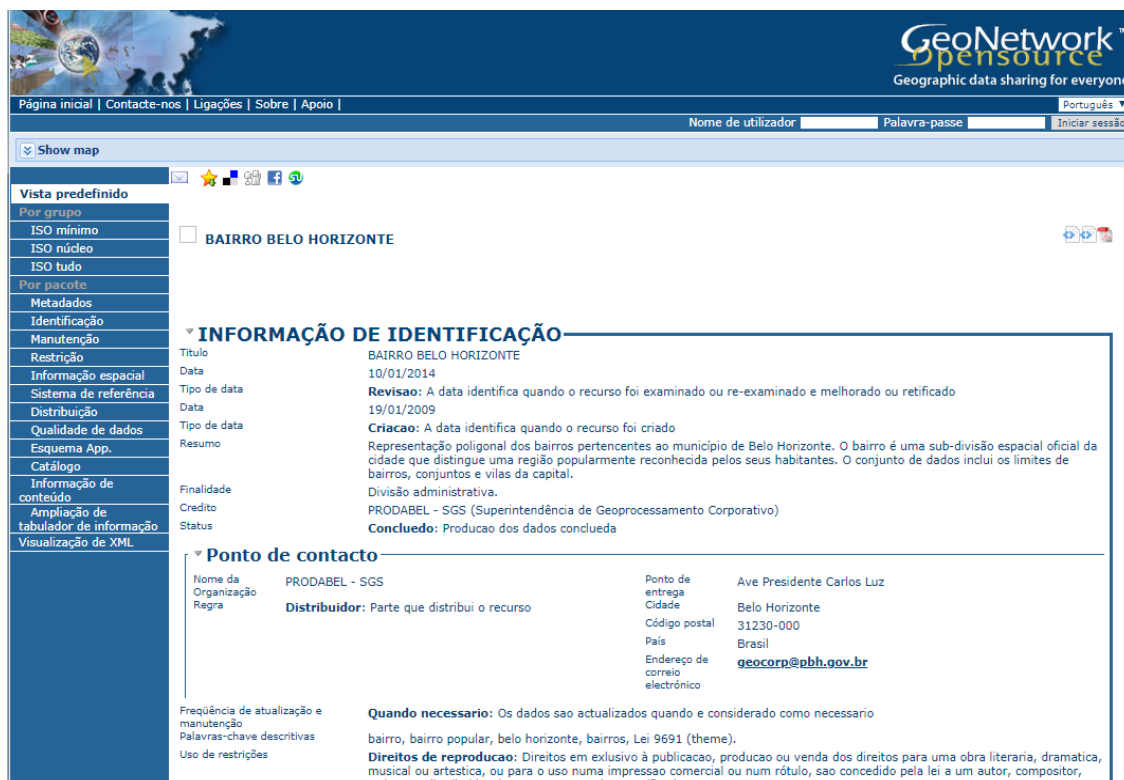 GeoNetwork
Opensource
Geographic data sharing for everyone
Página inicial | Contacte-nos | Ligações | Sobre | Apoio |
Português
Nome de utilizador Palavra-passe Iniciar sessão
Show map
Vista predefinido
Por grupo
ISO mínimo
ISO núcleo
ISO tudo
Por pacote
Metadados
Identificação
Manutenção
Restrição
Informação espacial
Sistema de referência
Distribuição
Qualidade de dados
Esquema App.
Catálogo
Informação de
conteúdo
Ampliação de
tabulador de informação
Visualização de XML
BAIRRO BELO HORIZONTE
INFORMAÇÃO DE IDENTIFICAÇÃO
Titulo BAIRRO BELO HORIZONTE
Data 10/01/2014
Tipo de data Revisao: A data identifica quando o recurso foi examinado ou re-examinado e melhorado ou retificado
Data 19/01/2009
Tipo de data Criacao: A data identifica quando o recurso foi criado
Resumo Representação poligonal dos bairros pertencentes ao município de Belo Horizonte. O bairro é uma sub-divisão espacial oficial da
cidade que distingue uma região popularmente reconhecida pelos seus habitantes. O conjunto de dados inclui os limites de
bairros, conjuntos e vilas da capital.
Finalidade Divisão administrativa.
Credito PRODABEL - SGS (Superintendência de Geoprocessamento Corporativo)
Status Concluedo: Producao dos dados conclueda
Ponto de contacto
Nome da
Organização PRODABEL - SGS
Regra Distribuidor: Parte que distribui o recurso
Ponto de
entrega Ave Presidente Carlos Luz
Cidade Belo Horizonte
Código postal 31230-000
País Brasil
Endereço de
correio
electrónico geocorp@pbh.gov.br
Freqüência de atualização e
manutenção Quando necessario: Os dados sao actualizados quando e considerado como necessario
Palavras-chave descritivas bairro, bairro popular, belo horizonte, bairros, Lei 9691 (theme).
Uso de restrições Direitos de reproducao: Direitos em exlusivo à publicacao, producao ou venda dos direitos para uma obra literaria, dramatica,
musical ou artestica, ou para o uso numa impressao comercial ou num rótulo, sao concedido pela lei a um autor, compositor,